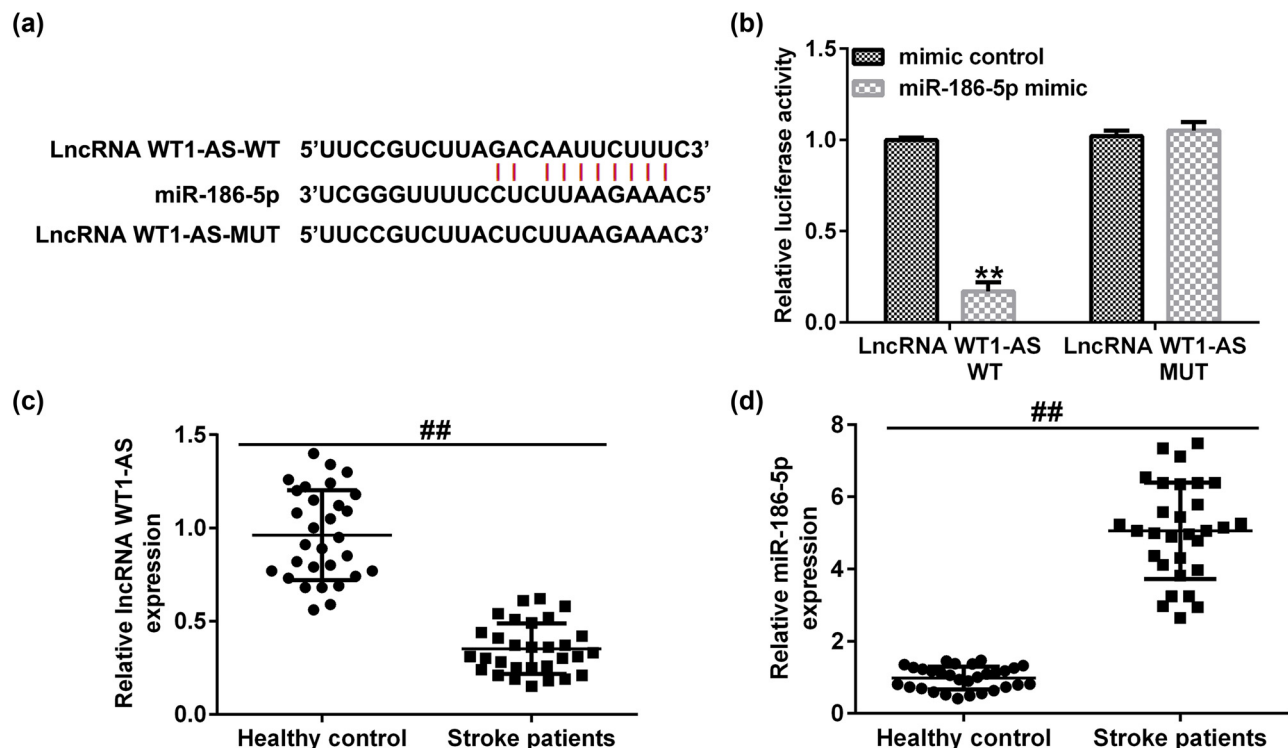 (a)
LncRNA WT1-AS-WT 5’UUCCGUCUUAGACAAUUCUUUC3’
miR-186-5p 3’UCGGGUUUUCCUCUUAAGAAAC5’
LncRNA WT1-AS-MUT 5’UUCCGUCUUACUCUUAAGAAAC3’
(b)
Relative luciferase activity
1.5
1.0
0.5
0.0
mimic control
miR-186-5p mimic
**
LncRNA WT1-AS
WT
LncRNA WT1-AS
MUT
(c)
Relative lncRNA WT1-AS
expression
1.5
1.0
0.5
0.0
##
Healthy control
Stroke patients
(d)
Relative miR-186-5p
expression
8
6
4
2
0
##
Healthy control
Stroke patients